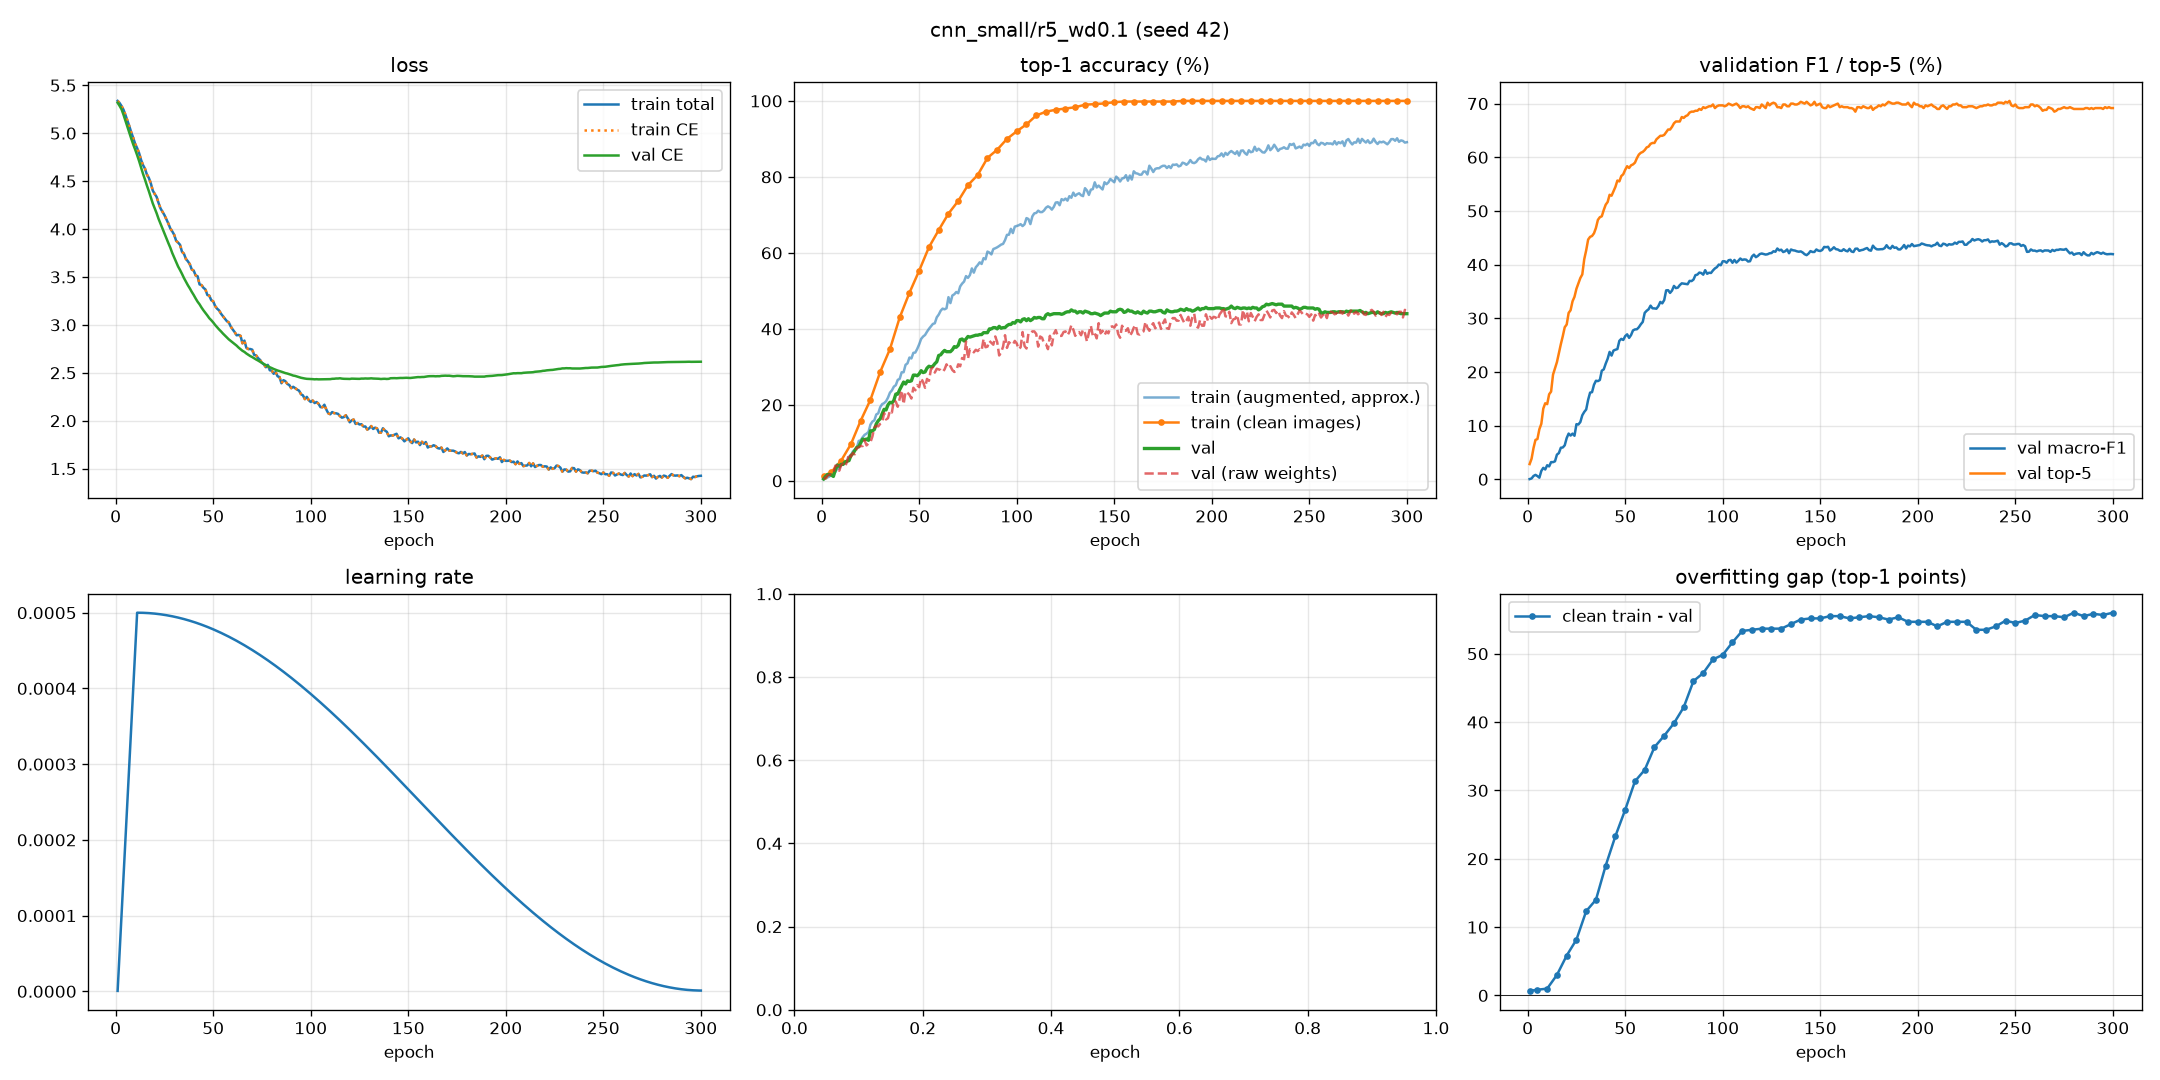 cnn_small/r5_wd0.1 (seed 42)
loss
5.5
5.0
4.5
4.0
3.5
3.0
2.5
2.0
1.5
train total
train CE
val CE
0 50 100 150 200 250 300
epoch
top-1 accuracy (%)
100
80
60
40
20
0
train (augmented, approx.)
train (clean images)
val
val (raw weights)
0 50 100 150 200 250 300
epoch
validation F1 / top-5 (%)
70
60
50
40
30
20
10
0
val macro-F1
val top-5
0 50 100 150 200 250 300
epoch
learning rate
0.0005
0.0004
0.0003
0.0002
0.0001
0.0000
0 50 100 150 200 250 300
epoch
1.0
0.8
0.6
0.4
0.2
0.0
0.0 0.2 0.4 0.6 0.8 1.0
epoch
overfitting gap (top-1 points)
clean train - val
50
40
30
20
10
0
0 50 100 150 200 250 300
epoch